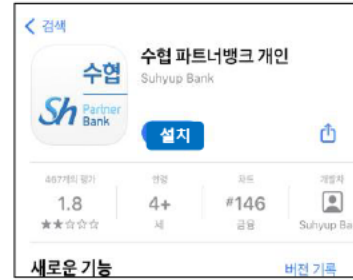 검색
수협
Sh Partner
Bank
수협 파트너뱅크 개인
Suhyup Bank
설치
467개의 평가 연령 차트 개발자
1.8 4+ #146
★★☆☆☆ 세 금융 Suhyup Ba
새로운 기능 버전 기록